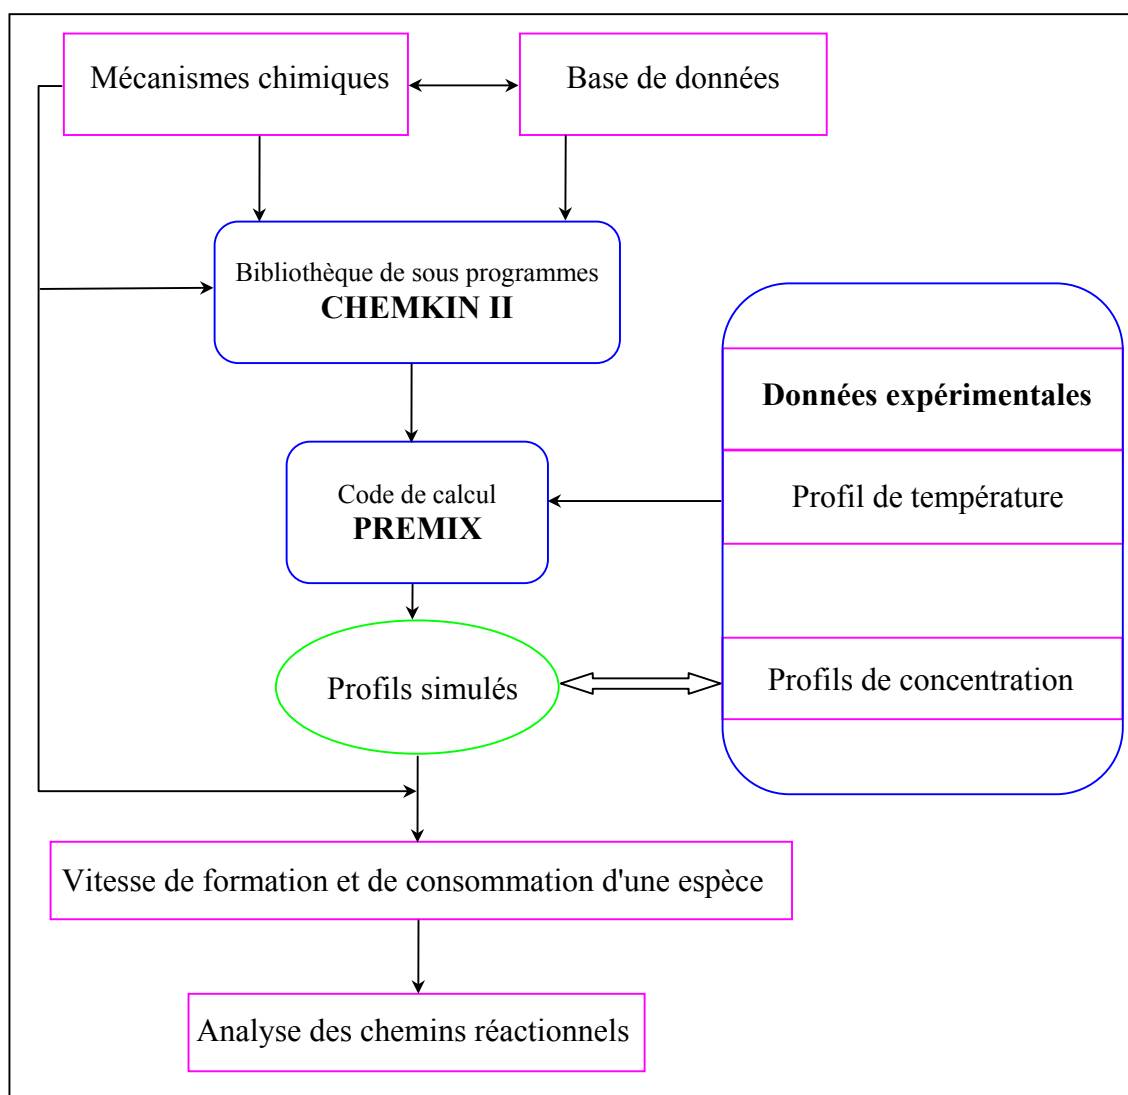 Mécanismes chimiques
Base de données
Bibliothèque de sous programmes
CHEMKIN II
Données expérimentales
Code de calcul
PREMIX
Profil de température
Profils simulés
Profils de concentration
Vitesse de formation et de consommation d'une espèce
Analyse des chemins réactionnels